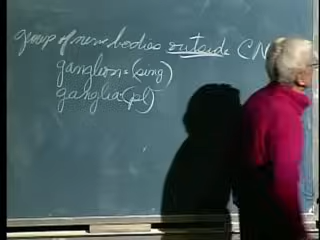 group of nerve bodies outside CN
ganglion (sing)
ganglia (pl)